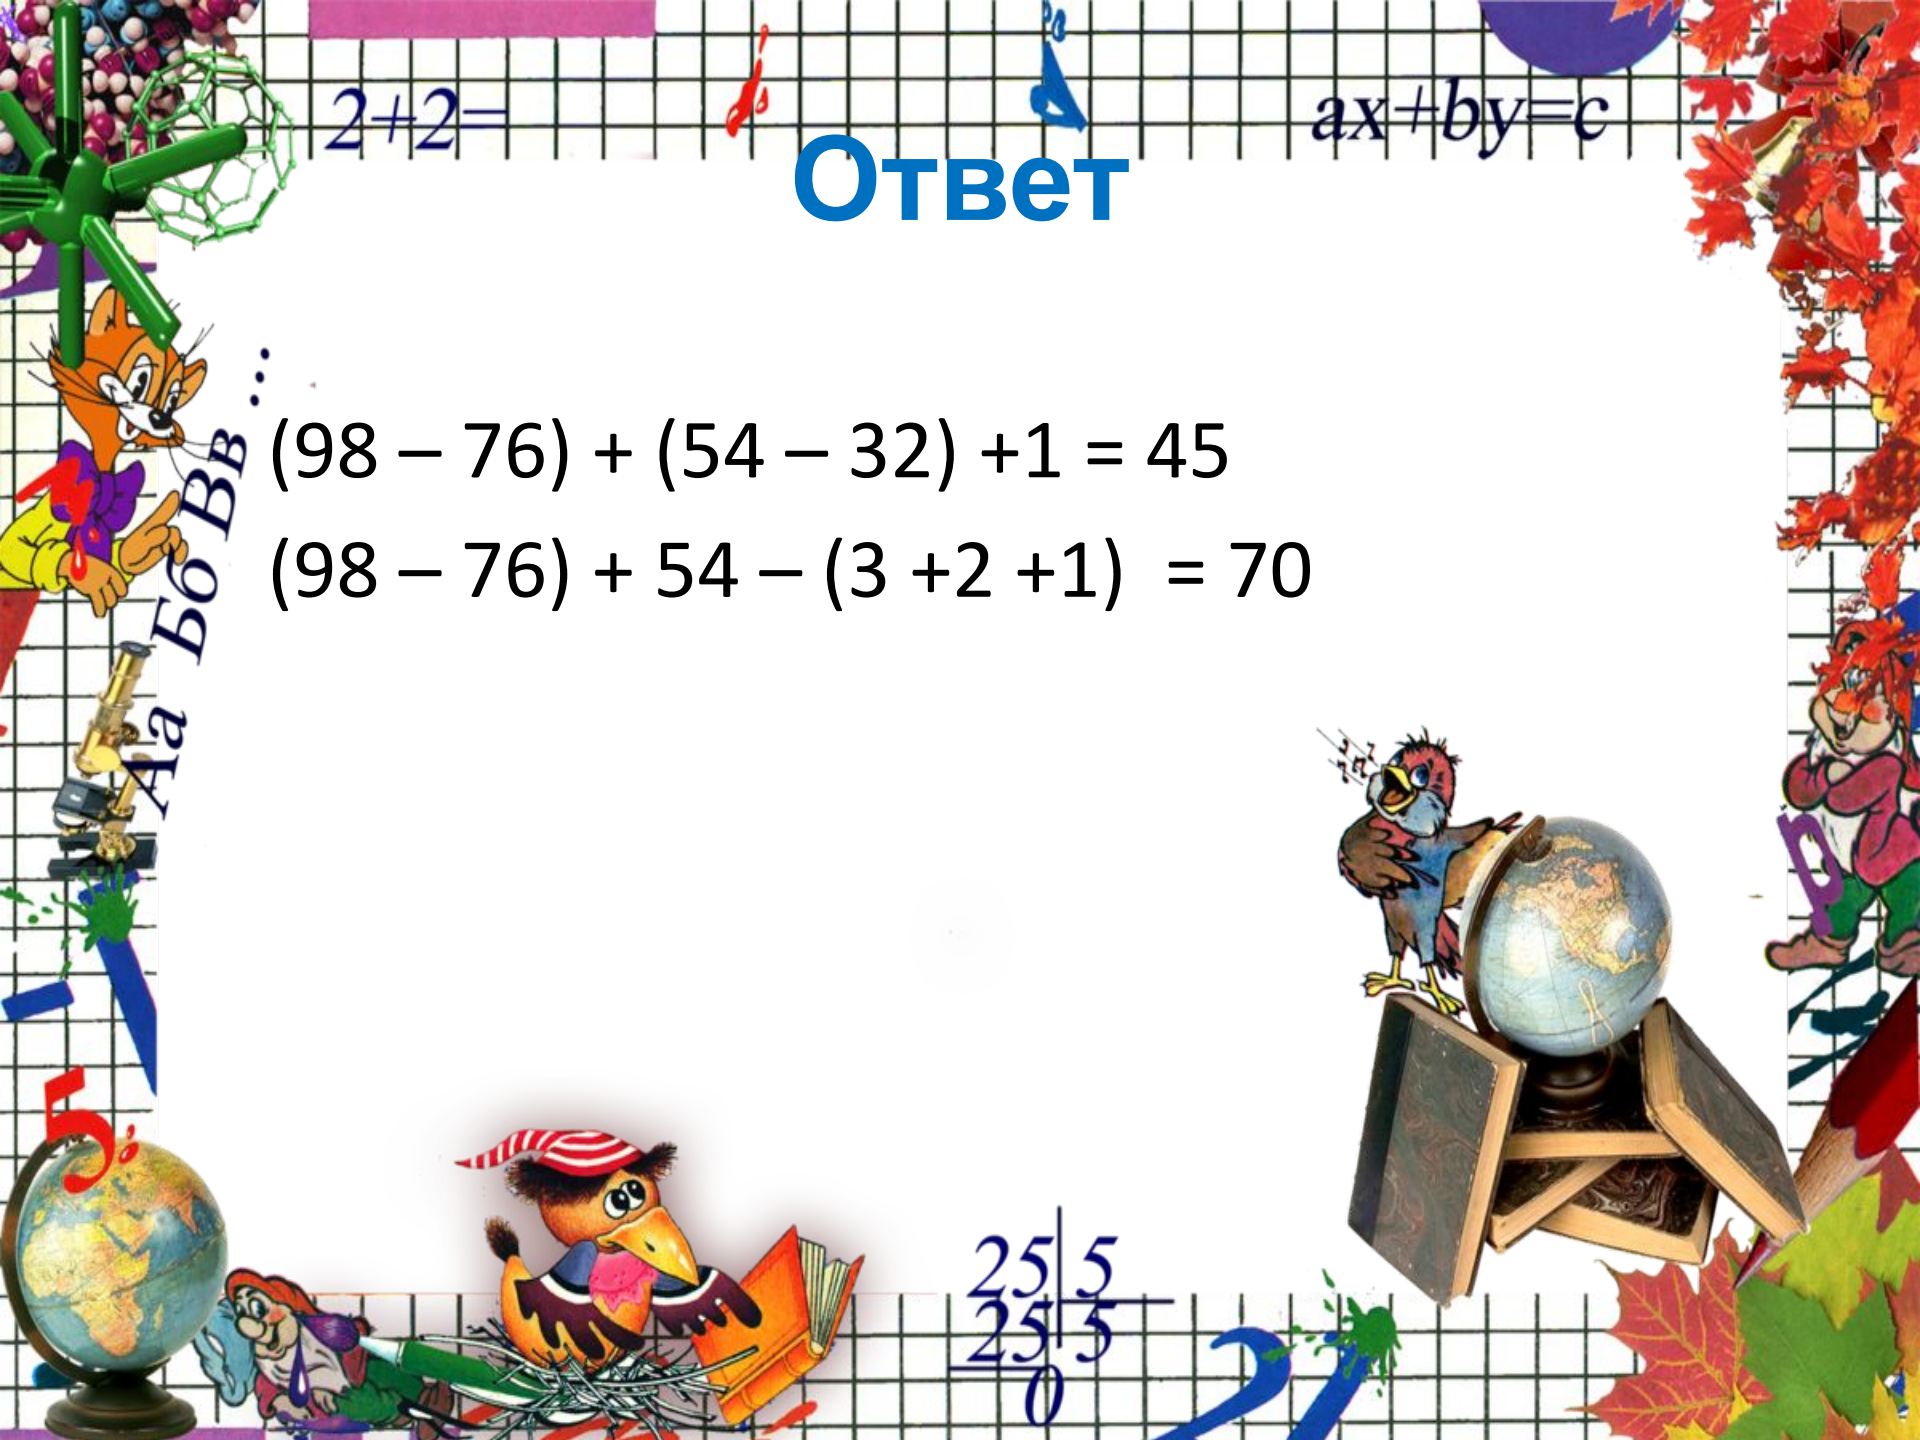 2+2=
ax+by=c
Ответ
(98 – 76) + (54 – 32) +1 = 45
(98 – 76) + 54 – (3 +2 +1)  = 70
Аа Бб Вв ...
р
5
25 5
25 5
0